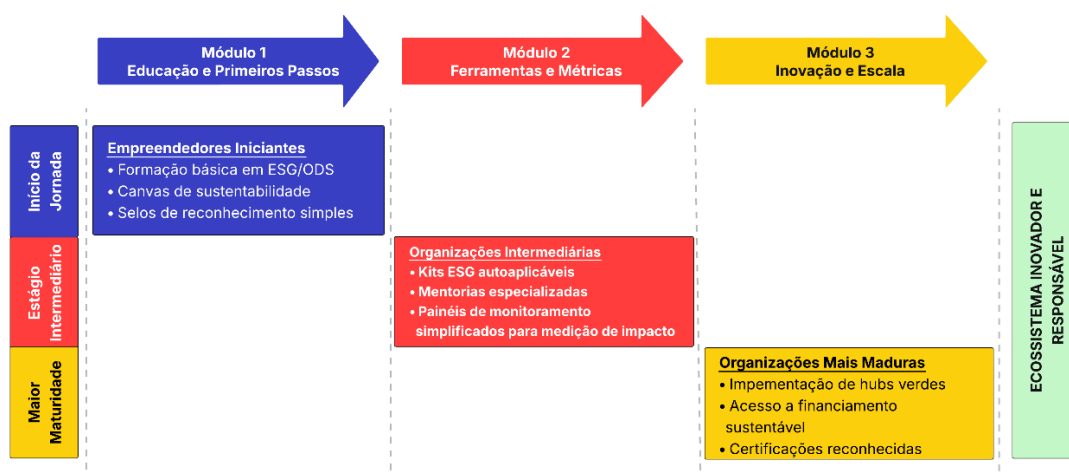 Módulo 1
Educação e Primeiros Passos
Módulo 2
Ferramentas e Métricas
Módulo 3
Inovação e Escala
Início da
Jornada
Empreendedores Iniciantes
• Formação básica em ESG/ODS
• Canvas de sustentabilidade
• Selos de reconhecimento simples
Estágio
Intermediário
Organizações Intermediárias
• Kits ESG autoaplicáveis
• Mentorias especializadas
• Painéis de monitoramento
simplificados para medição de impacto
Maior
Maturidade
Organizações Mais Maduras
• Impementação de hubs verdes
• Acesso a financiamento
sustentável
• Certificações reconhecidas
ECOSSISTEMA INOVADOR E
RESPONSÁVEL